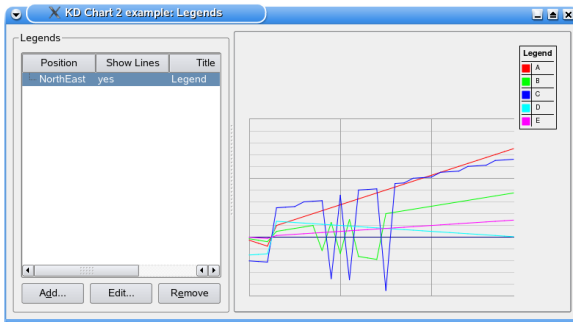 KD Chart 2 example: Legends
Legends
Position Show Lines Title
NorthEast yes Legend
Add... Edit... Remove
Legend
A
B
C
D
E